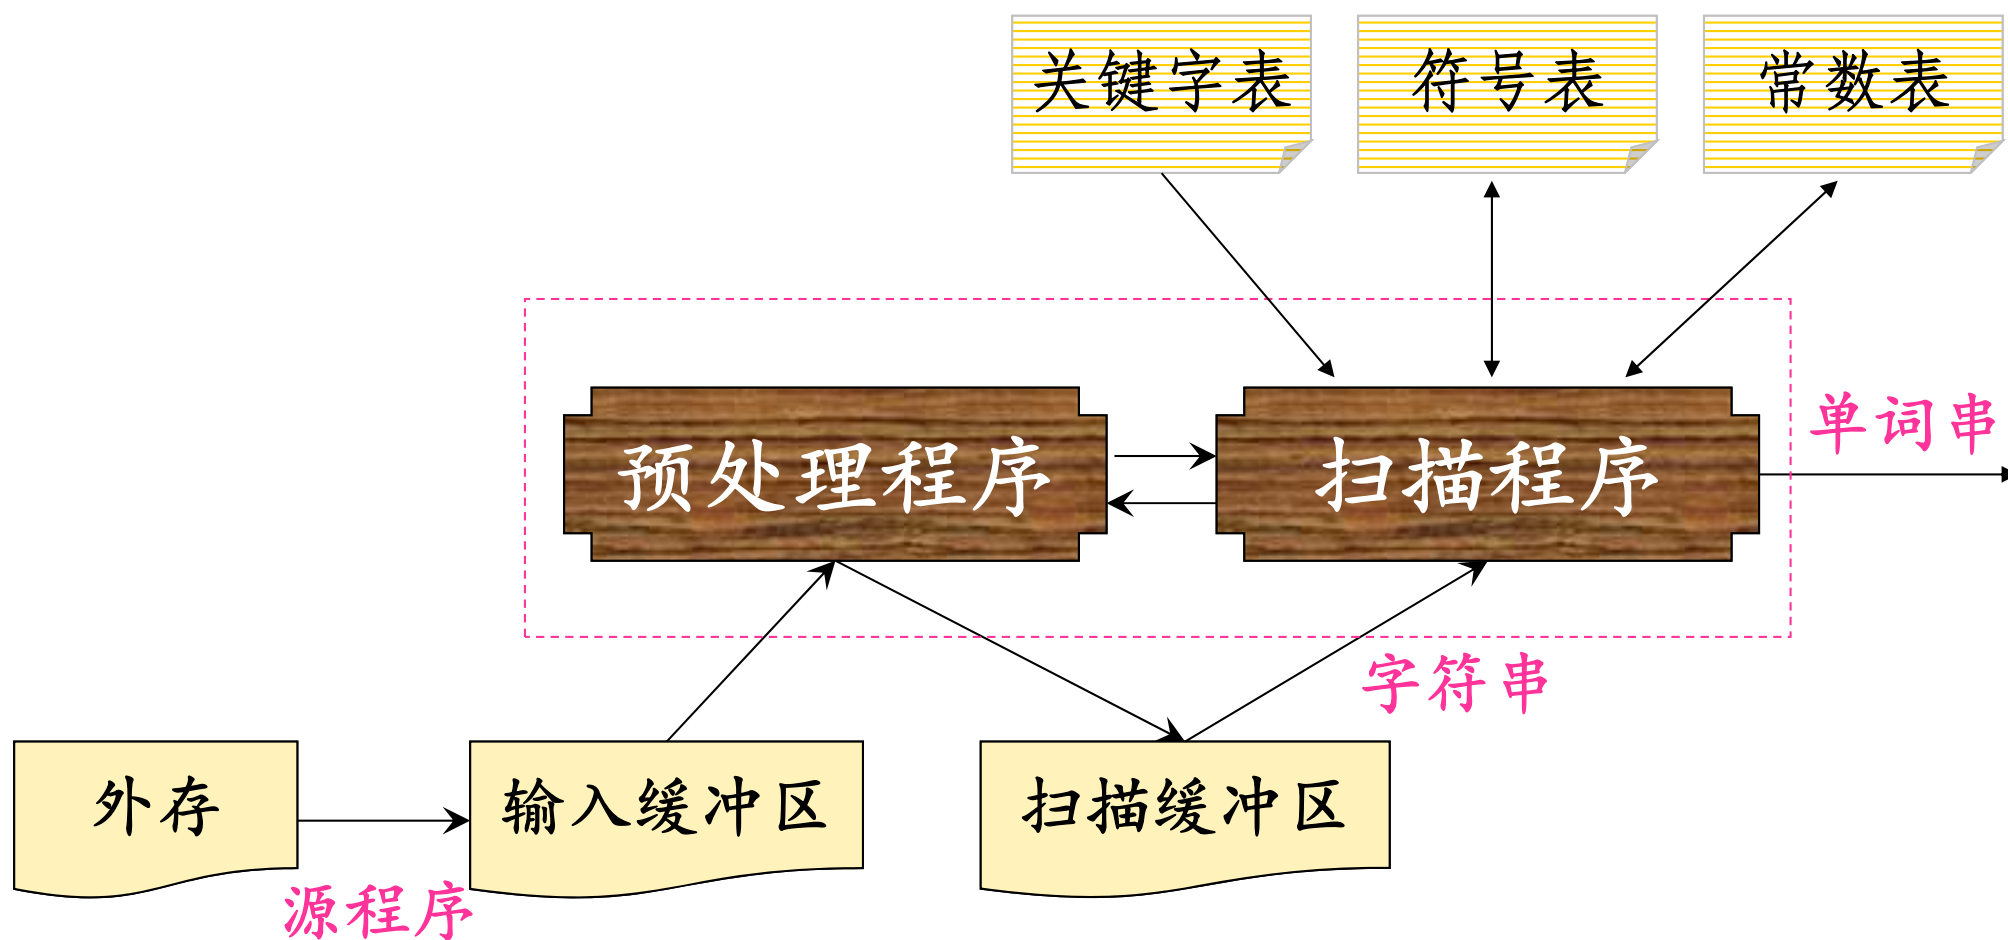 关键字表
符号表
常数表
单词串
预处理程序
扫描程序
字符串
外存
输入缓冲区
扫描缓冲区
源程序